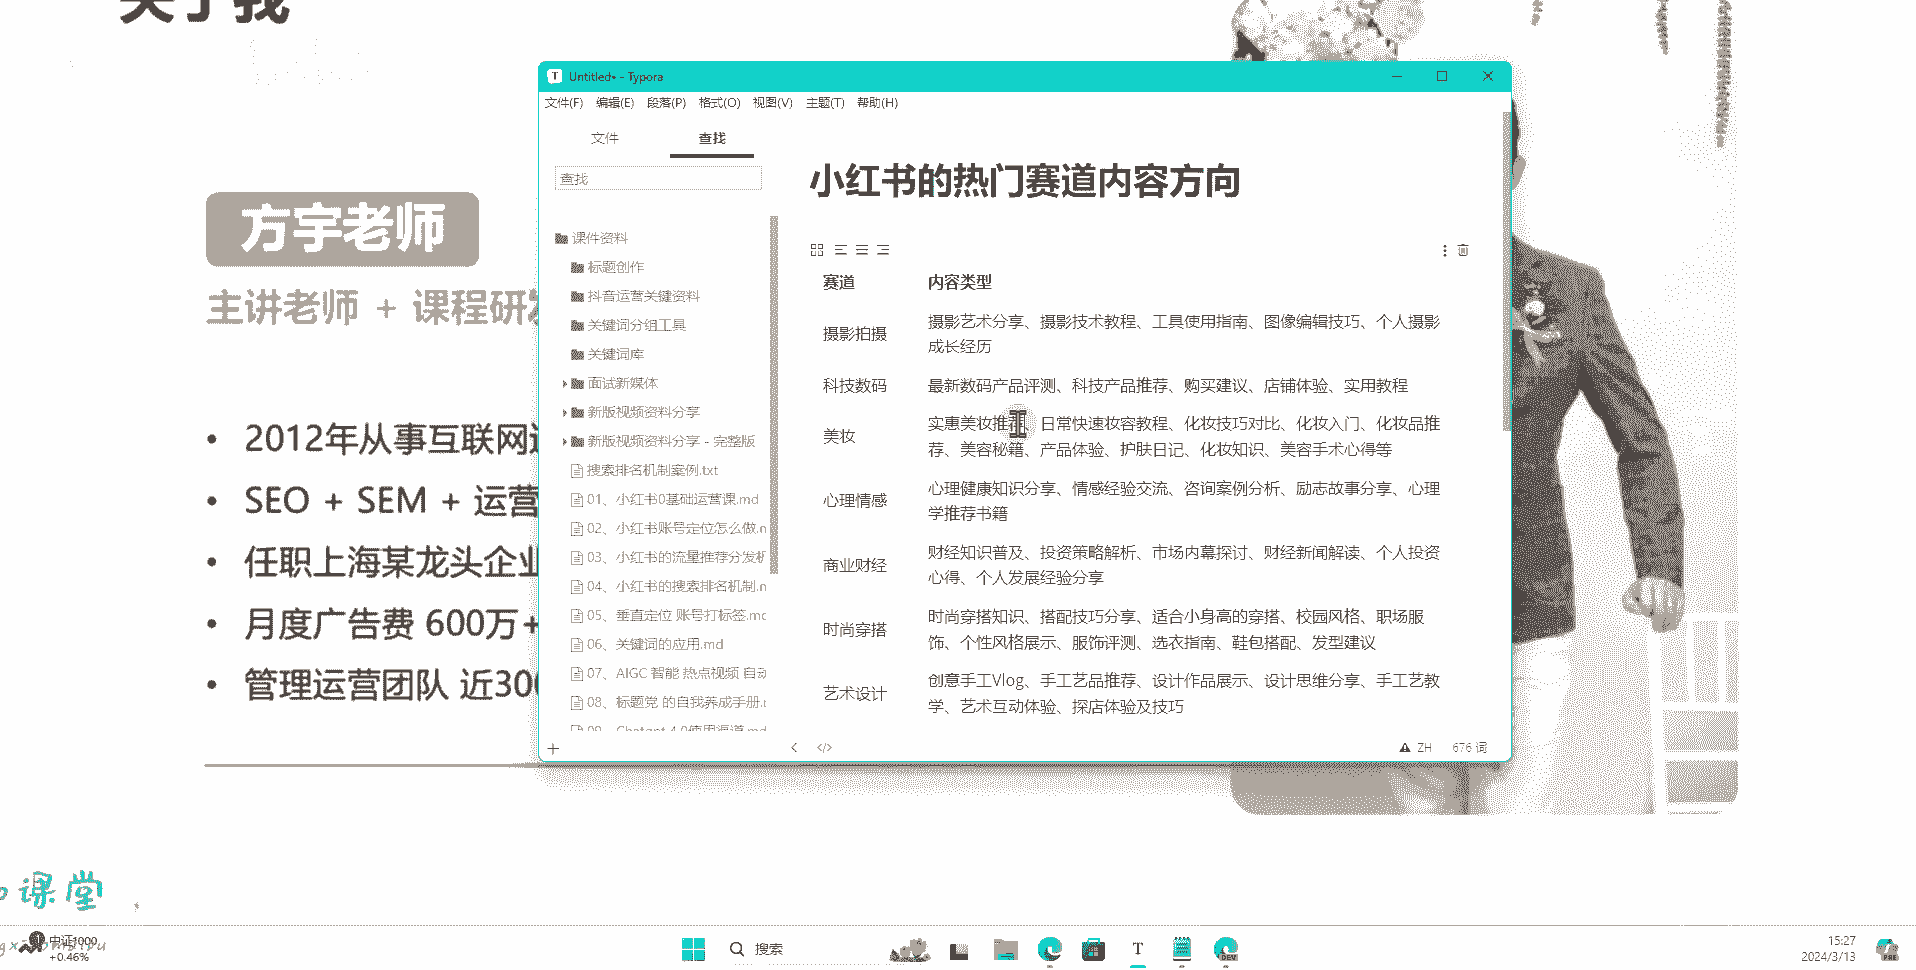 关于我
方宇老师
主讲老师 + 课程研发
2012年从事互联网
SEO + SEM + 运营
任职上海某龙头企业
月度广告费 600万+
管理运营团队 近300
Untitled• - Typora
文件(F) 编辑(E) 段落(P) 格式(O) 视图(V) 主题(T) 帮助(H)
文件 查找
查找
课件资料
标题创作
抖音运营关键资料
关键词分组工具
关键词库
面试新媒体
新版视频资料分享
新版视频资料分享 - 完整版
搜索排名机制案例.txt
01、小红书0基础运营课.md
02、小红书账号定位怎么做.m
03、小红书的流量推荐分发机
04、小红书的搜索排名机制.m
05、垂直定位 账号打标签.md
06、关键词的应用.md
07、AIGC 智能 热点视频 自动
08、标题党 的自我养成手册.m
09、Chatgpt 4.0使用渠道.md
小红书的热门赛道内容方向
赛道 内容类型
摄影拍摄 摄影艺术分享、摄影技术教程、工具使用指南、图像编辑技巧、个人摄影
成长经历
科技数码 最新数码产品评测、科技产品推荐、购买建议、店铺体验、实用教程
美妆 实惠美妆推荐、日常快速妆容教程、化妆技巧对比、化妆入门、化妆品推
荐、美容秘籍、产品体验、护肤日记、化妆知识、美容手术心得等
心理情感 心理健康知识分享、情感经验交流、咨询案例分析、励志故事分享、心理
学推荐书籍
商业财经 财经知识普及、投资策略解析、市场内幕探讨、财经新闻解读、个人投资
心得、个人发展经验分享
时尚穿搭 时尚穿搭知识、搭配技巧分享、适合小身高的穿搭、校园风格、职场服
饰、个性风格展示、服饰评测、选衣指南、鞋包搭配、发型建议
艺术设计 创意手工Vlog、手工艺品推荐、设计作品展示、设计思维分享、手工艺教
学、艺术互动体验、探店体验及技巧
ZH 676 词
课堂
中证1000
+0.46%
搜索
15:27
2024/3/13